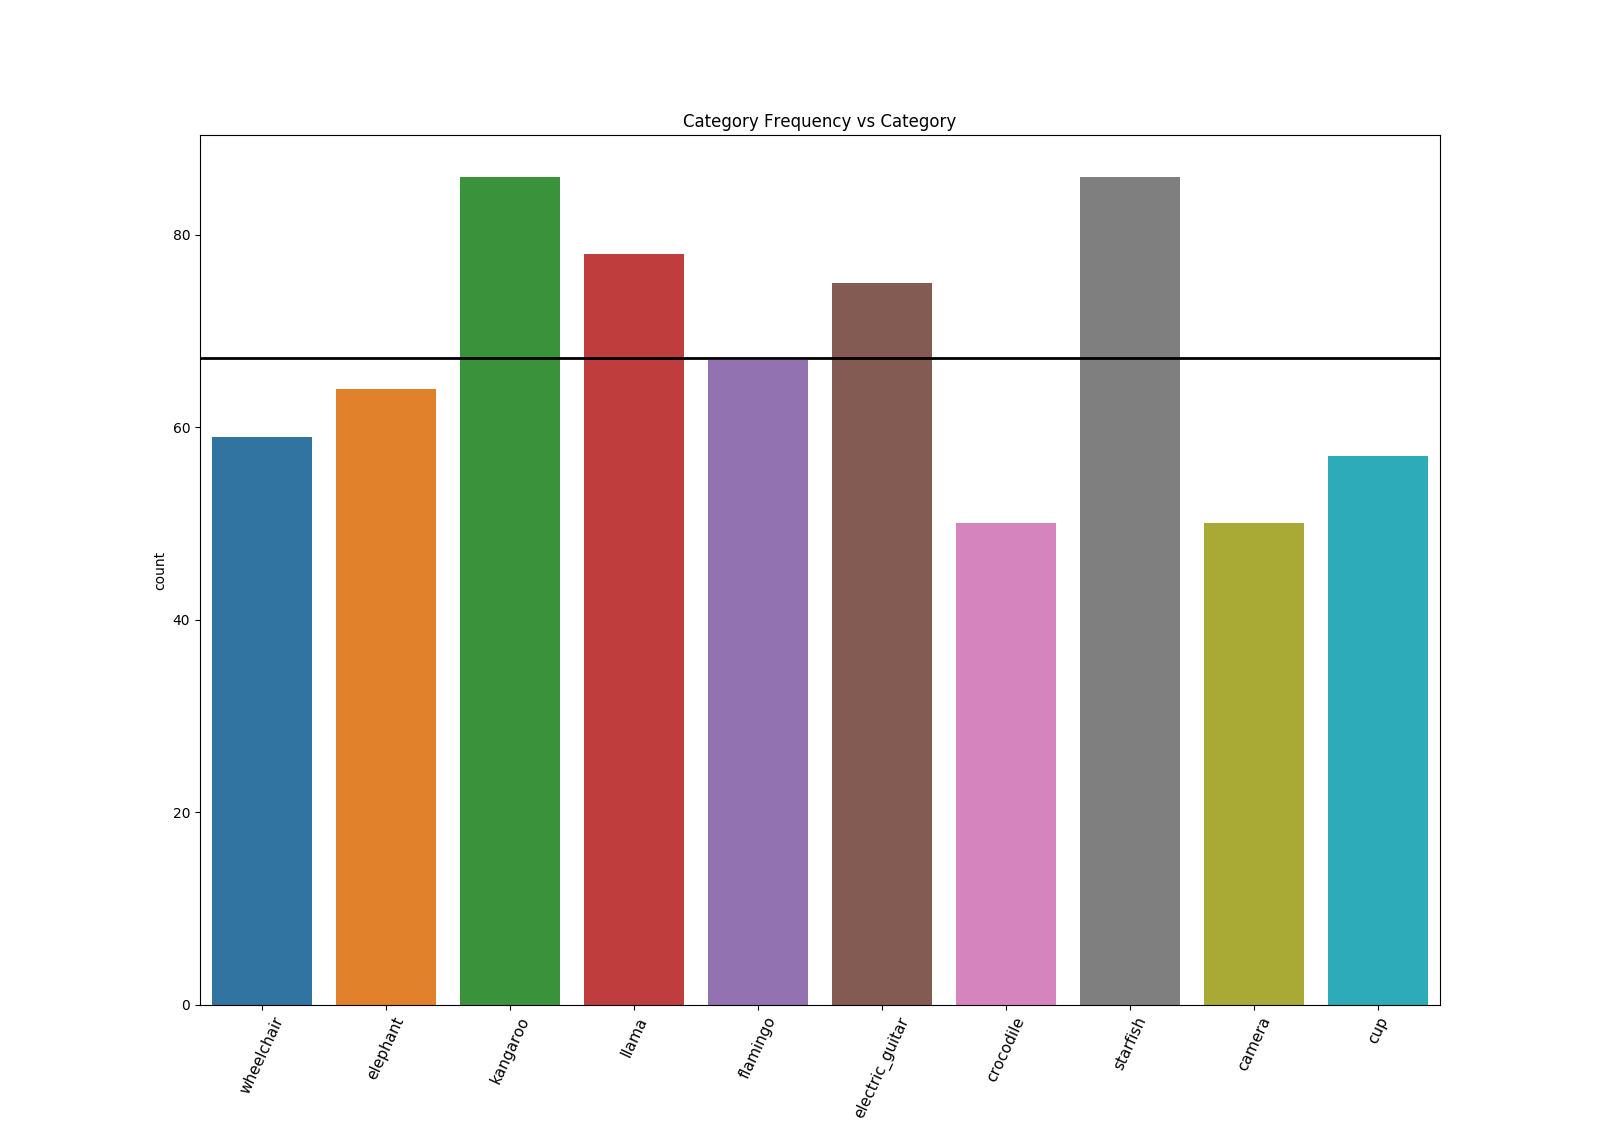 Category Frequency vs Category
80
60
40
20
0
count
wheelchair
elephant
kangaroo
llama
flamingo
electric_guitar
crocodile
starfish
camera
cup